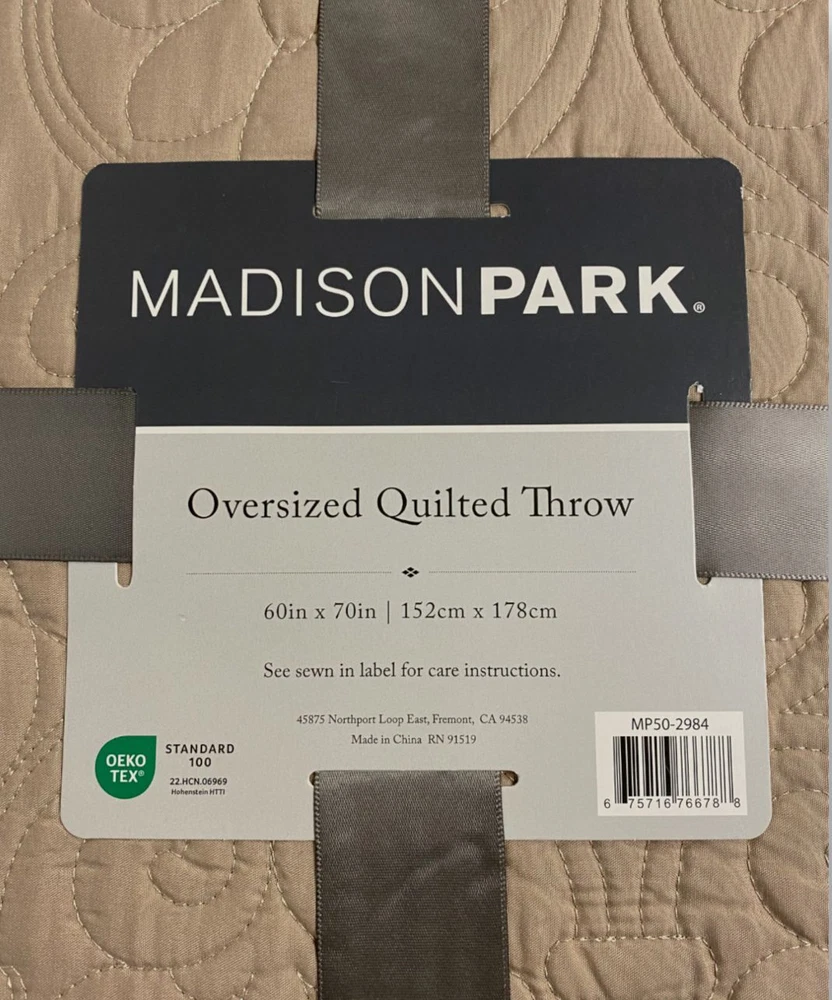 MADISONPARK®
Oversized Quilted Throw
60in x 70in | 152cm x 178cm
See sewn in label for care instructions.
45875 Northport Loop East, Fremont, CA 94538
Made in China RN 91519
OEKO
TEX®
STANDARD
100
22.HCN.06969
Hohenstein HTTI
MP50-2984
6 75716 76678 8